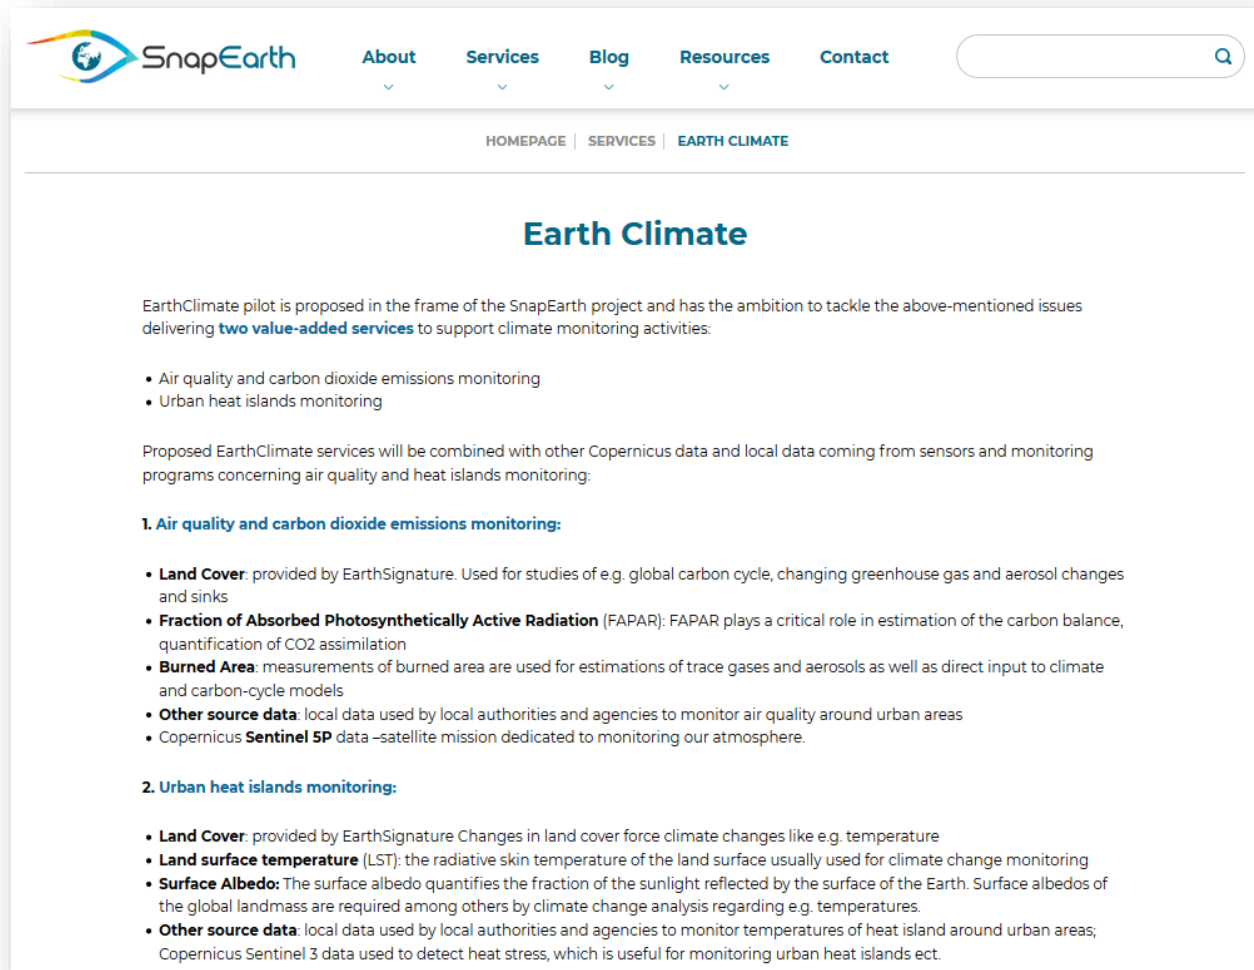 SnapEarth
About
Services
Blog
Resources
Contact
HOMEPAGE | SERVICES | EARTH CLIMATE
Earth Climate
EarthClimate pilot is proposed in the frame of the SnapEarth project and has the ambition to tackle the above-mentioned issues
delivering two value-added services to support climate monitoring activities:
• Air quality and carbon dioxide emissions monitoring
• Urban heat islands monitoring
Proposed EarthClimate services will be combined with other Copernicus data and local data coming from sensors and monitoring
programs concerning air quality and heat islands monitoring:
1. Air quality and carbon dioxide emissions monitoring:
• Land Cover: provided by EarthSignature. Used for studies of e.g. global carbon cycle, changing greenhouse gas and aerosol changes
and sinks
• Fraction of Absorbed Photosynthetically Active Radiation (FAPAR): FAPAR plays a critical role in estimation of the carbon balance,
quantification of CO2 assimilation
• Burned Area: measurements of burned area are used for estimations of trace gases and aerosols as well as direct input to climate
and carbon-cycle models
• Other source data: local data used by local authorities and agencies to monitor air quality around urban areas
• Copernicus Sentinel 5P data –satellite mission dedicated to monitoring our atmosphere.
2. Urban heat islands monitoring:
• Land Cover: provided by EarthSignature Changes in land cover force climate changes like e.g. temperature
• Land surface temperature (LST): the radiative skin temperature of the land surface usually used for climate change monitoring
• Surface Albedo: The surface albedo quantifies the fraction of the sunlight reflected by the surface of the Earth. Surface albedos of
the global landmass are required among others by climate change analysis regarding e.g. temperatures.
• Other source data: local data used by local authorities and agencies to monitor temperatures of heat island around urban areas;
Copernicus Sentinel 3 data used to detect heat stress, which is useful for monitoring urban heat islands ect.